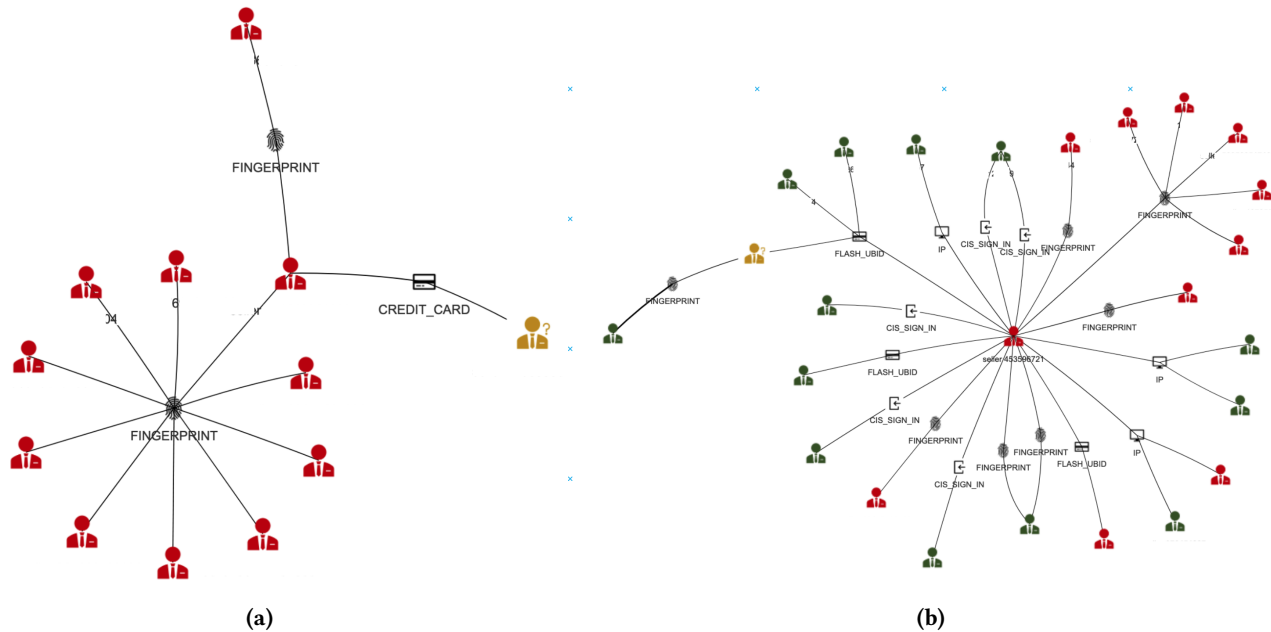 FINGERPRINT
CREDIT_CARD
6
FINGERPRINT
(a)
4
7
FLASH_UBID
IP
CIS_SIGN_IN
CIS_SIGN_IN
FINGERPRINT
FINGERPRINT
FINGERPRINT
CIS_SIGN_IN
FINGERPRINT
FLASH_UBID
seller 453596721
IP
CIS_SIGN_IN
FINGERPRINT
FINGERPRINT
FINGERPRINT
FLASH_UBID
IP
CIS_SIGN_IN
(b)